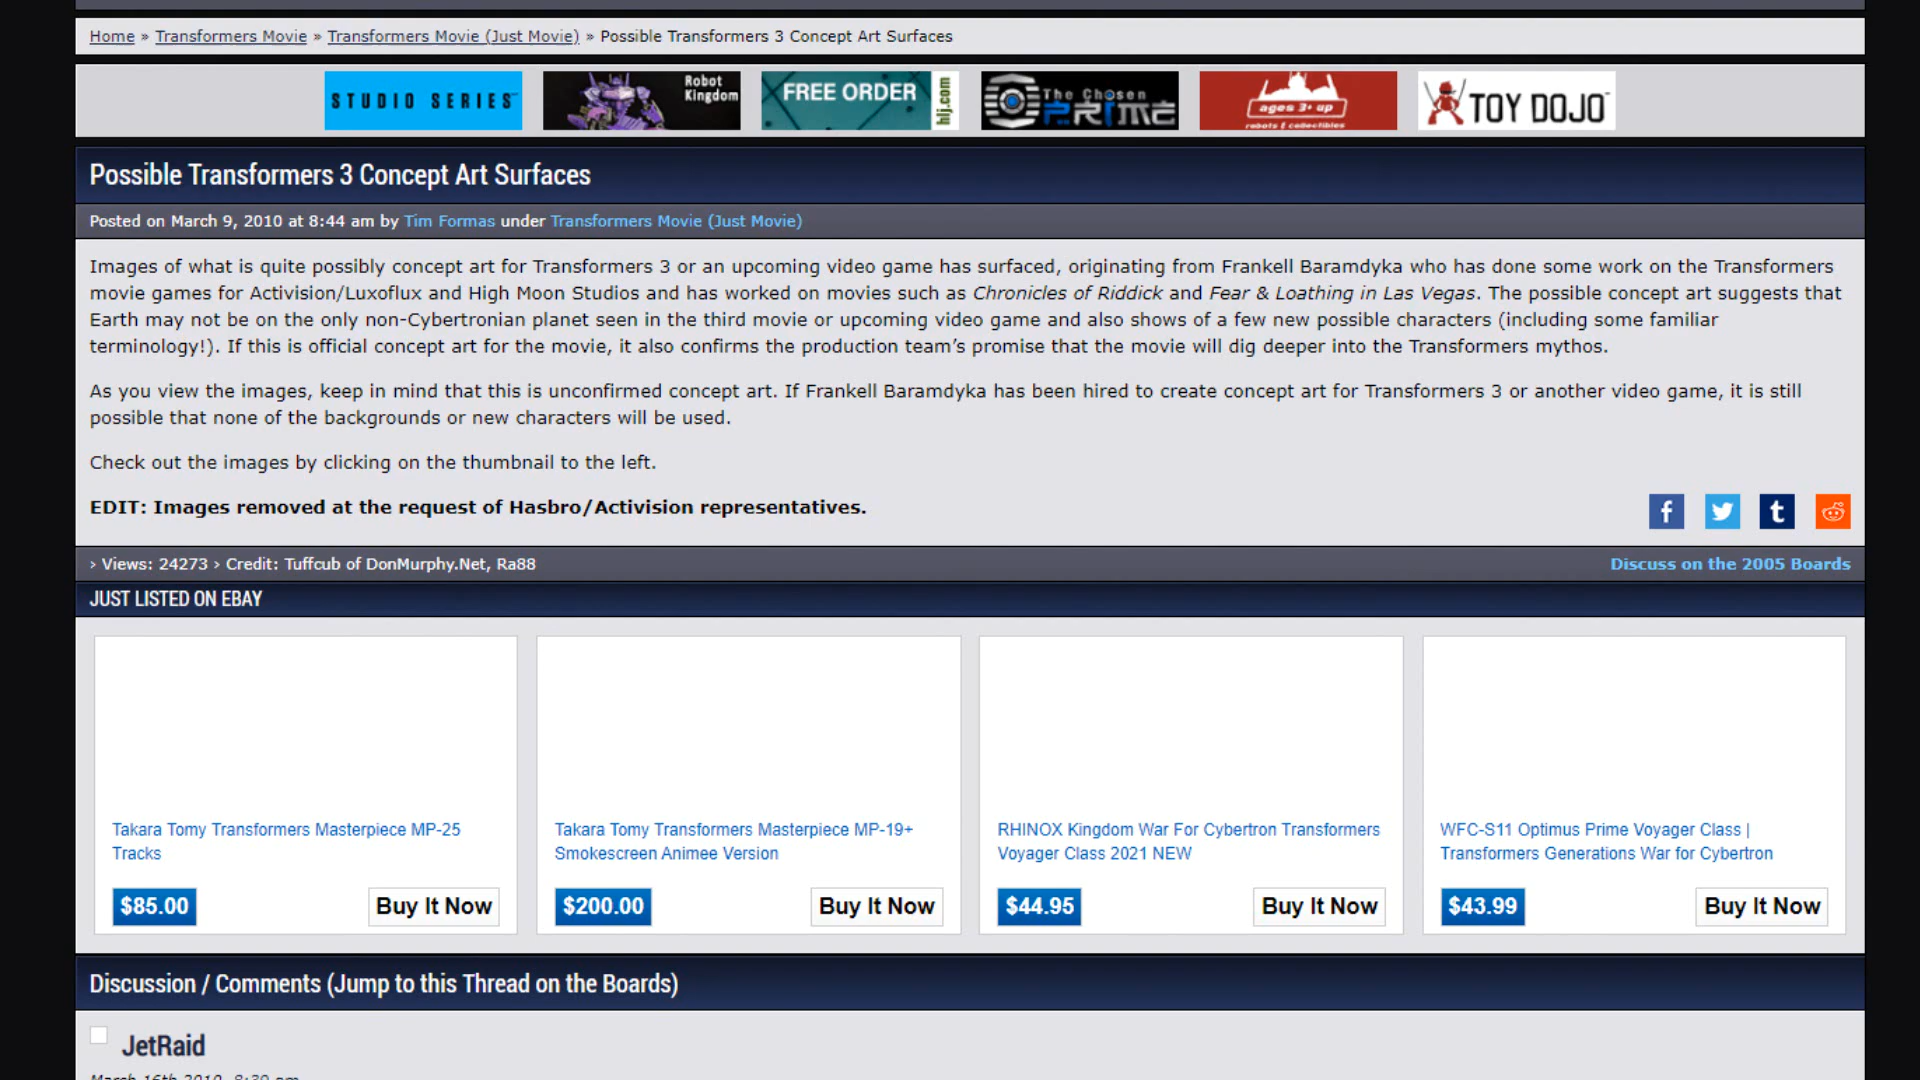 Home » Transformers Movie » Transformers Movie (Just Movie) » Possible Transformers 3 Concept Art Surfaces
STUDIO SERIES™
Robot
Kingdom
FREE ORDER
hlj.com
The Chosen
PRIME
ages 3+ up
robots & collectibles
TOY DOJO™
Possible Transformers 3 Concept Art Surfaces
Posted on March 9, 2010 at 8:44 am by Tim Formas under Transformers Movie (Just Movie)
Images of what is quite possibly concept art for Transformers 3 or an upcoming video game has surfaced, originating from Frankell Baramdyka who has done some work on the Transformers
movie games for Activision/Luxoflux and High Moon Studios and has worked on movies such as Chronicles of Riddick and Fear & Loathing in Las Vegas. The possible concept art suggests that
Earth may not be on the only non-Cybertronian planet seen in the third movie or upcoming video game and also shows of a few new possible characters (including some familiar
terminology!). If this is official concept art for the movie, it also confirms the production team’s promise that the movie will dig deeper into the Transformers mythos.
As you view the images, keep in mind that this is unconfirmed concept art. If Frankell Baramdyka has been hired to create concept art for Transformers 3 or another video game, it is still
possible that none of the backgrounds or new characters will be used.
Check out the images by clicking on the thumbnail to the left.
EDIT: Images removed at the request of Hasbro/Activision representatives.
› Views: 24273 › Credit: Tuffcub of DonMurphy.Net, Ra88
Discuss on the 2005 Boards
JUST LISTED ON EBAY
Takara Tomy Transformers Masterpiece MP-25
Tracks
$85.00
Buy It Now
Takara Tomy Transformers Masterpiece MP-19+
Smokescreen Animee Version
$200.00
Buy It Now
RHINOX Kingdom War For Cybertron Transformers
Voyager Class 2021 NEW
$44.95
Buy It Now
WFC-S11 Optimus Prime Voyager Class |
Transformers Generations War for Cybertron
$43.99
Buy It Now
Discussion / Comments (Jump to this Thread on the Boards)
JetRaid
March 16th 2010, 8:39 pm